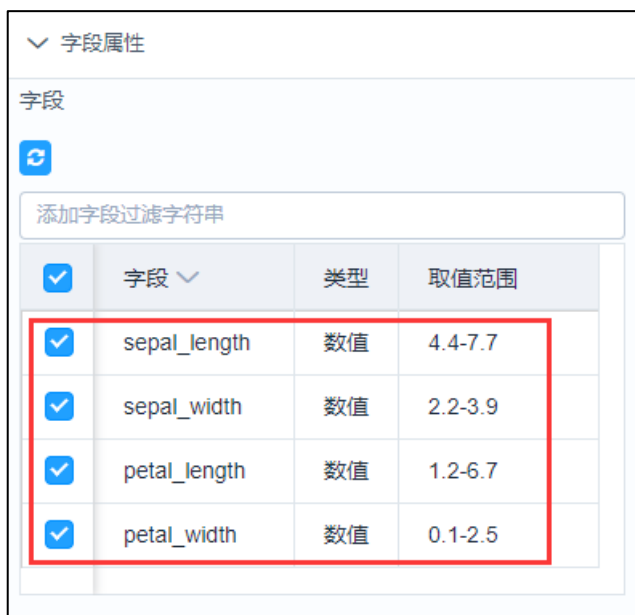 字段属性
字段
添加字段过滤字符串
字段 类型 取值范围
sepal_length 数值 4.4-7.7
sepal_width 数值 2.2-3.9
petal_length 数值 1.2-6.7
petal_width 数值 0.1-2.5